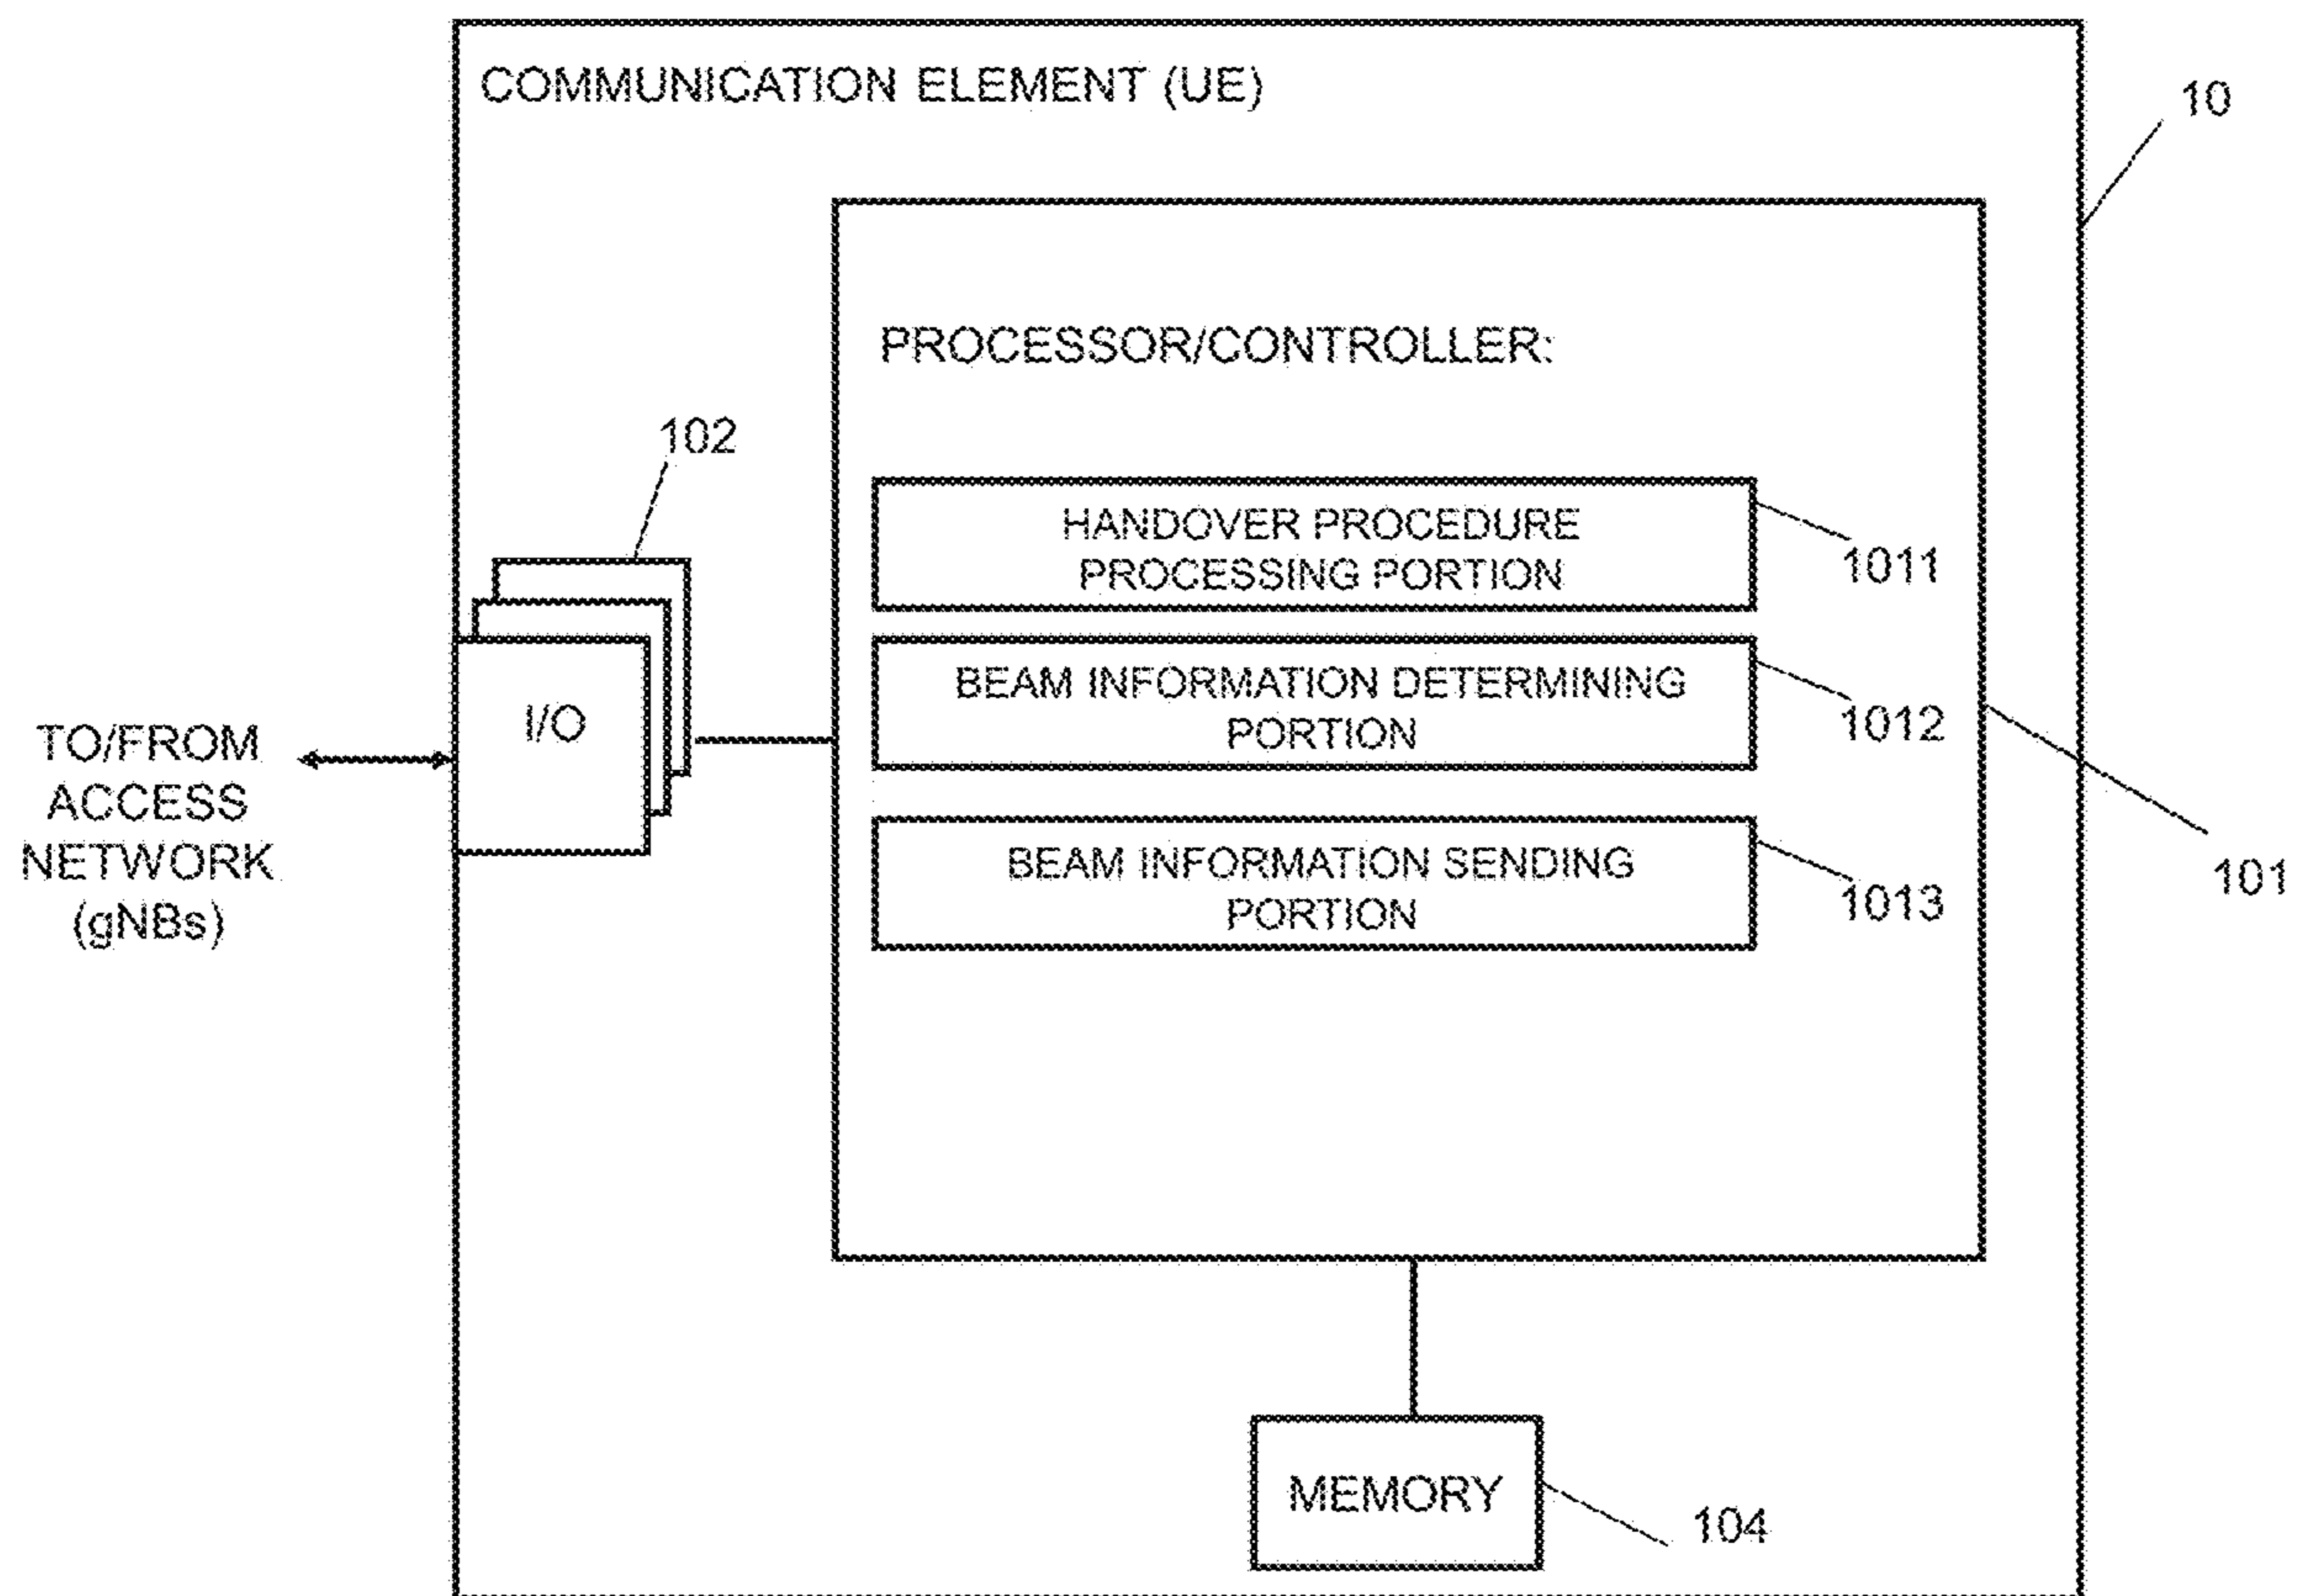 COMMUNICATION ELEMENT (UE)
10
PROCESSOR/CONTROLLER:
102
HANDOVER PROCEDURE
PROCESSING PORTION
1011
BEAM INFORMATION DETERMINING
PORTION
1012
I/O
TO/FROM
ACCESS
NETWORK
(gNBs)
BEAM INFORMATION SENDING
PORTION
1013
101
MEMORY
104